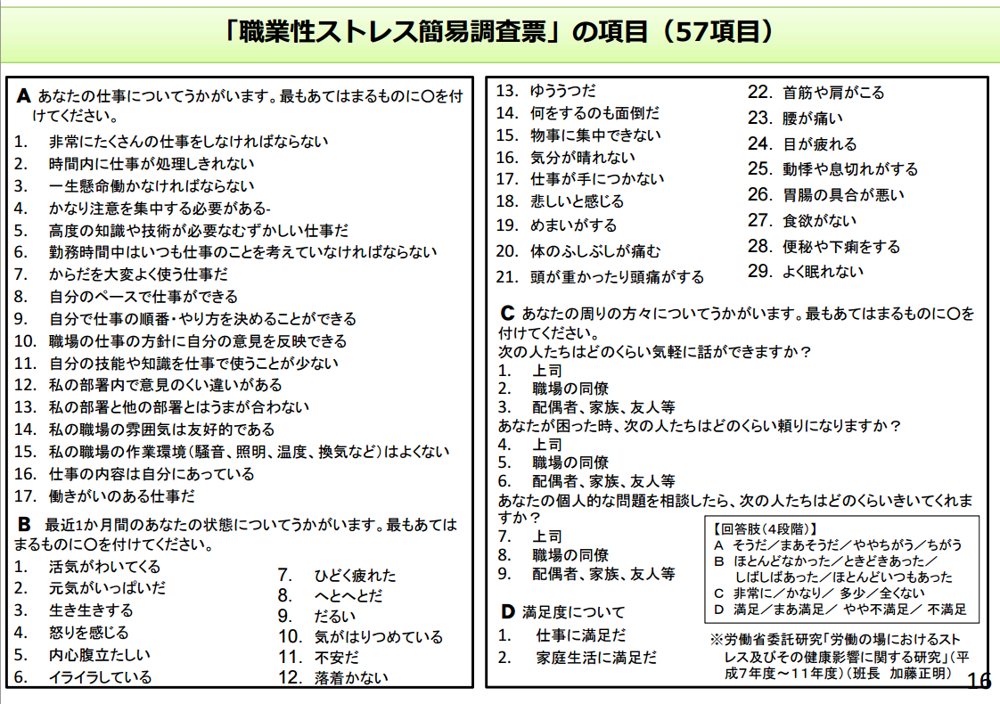 「職業性ストレス簡易調査票」の項目（57項目）
A あなたの仕事についてうかがいます。最もあてはまるものに〇を付
けてください。
1. 非常にたくさんの仕事をしなければならない
2. 時間内に仕事が処理しきれない
3. 一生懸命働かなければならない
4. かなり注意を集中する必要がある-
5. 高度の知識や技術が必要なむずかしい仕事だ
6. 勤務時間中はいつも仕事のことを考えていなければならない
7. からだを大変よく使う仕事だ
8. 自分のペースで仕事ができる
9. 自分で仕事の順番・やり方を決めることができる
10. 職場の仕事の方針に自分の意見を反映できる
11. 自分の技能や知識を仕事で使うことが少ない
12. 私の部署内で意見のくい違いがある
13. 私の部署と他の部署とはうまが合わない
14. 私の職場の雰囲気は友好的である
15. 私の職場の作業環境（騒音、照明、温度、換気など）はよくない
16. 仕事の内容は自分にあっている
17. 働きがいのある仕事だ
B 最近1か月間のあなたの状態についてうかがいます。最もあては
まるものに〇を付けてください。
1. 活気がわいてくる
2. 元気がいっぱいだ
3. 生き生きする
4. 怒りを感じる
5. 内心腹立たしい
6. イライラしている
7. ひどく疲れた
8. へとへとだ
9. だるい
10. 気がはりつめている
11. 不安だ
12. 落着かない
13. ゆううつだ
14. 何をするのも面倒だ
15. 物事に集中できない
16. 気分が晴れない
17. 仕事が手につかない
18. 悲しいと感じる
19. めまいがする
20. 体のふしぶしが痛む
21. 頭が重かったり頭痛がする
22. 首筋や肩がこる
23. 腰が痛い
24. 目が疲れる
25. 動悸や息切れがする
26. 胃腸の具合が悪い
27. 食欲がない
28. 便秘や下痢をする
29. よく眠れない
C あなたの周りの方々についてうかがいます。最もあてはまるものに〇を
付けてください。
次の人たちはどのくらい気軽に話ができますか？
1. 上司
2. 職場の同僚
3. 配偶者、家族、友人等
あなたが困った時、次の人たちはどのくらい頼りになりますか？
4. 上司
5. 職場の同僚
6. 配偶者、家族、友人等
あなたの個人的な問題を相談したら、次の人たちはどのくらいきいてくれま
すか？
7. 上司
8. 職場の同僚
9. 配偶者、家族、友人等
D 満足度について
1. 仕事に満足だ
2. 家庭生活に満足だ
【回答肢（4段階）】
A そうだ／まあそうだ／ややちがう／ちがう
B ほとんどなかった／ときどきあった／
しばしばあった／ほとんどいつもあった
C 非常に／かなり／ 多少／全くない
D 満足／まあ満足／ やや不満足／ 不満足
※労働省委託研究「労働の場におけるスト
レス及びその健康影響に関する研究」（平
成７年度～１１年度）（班長 加藤正明）
16